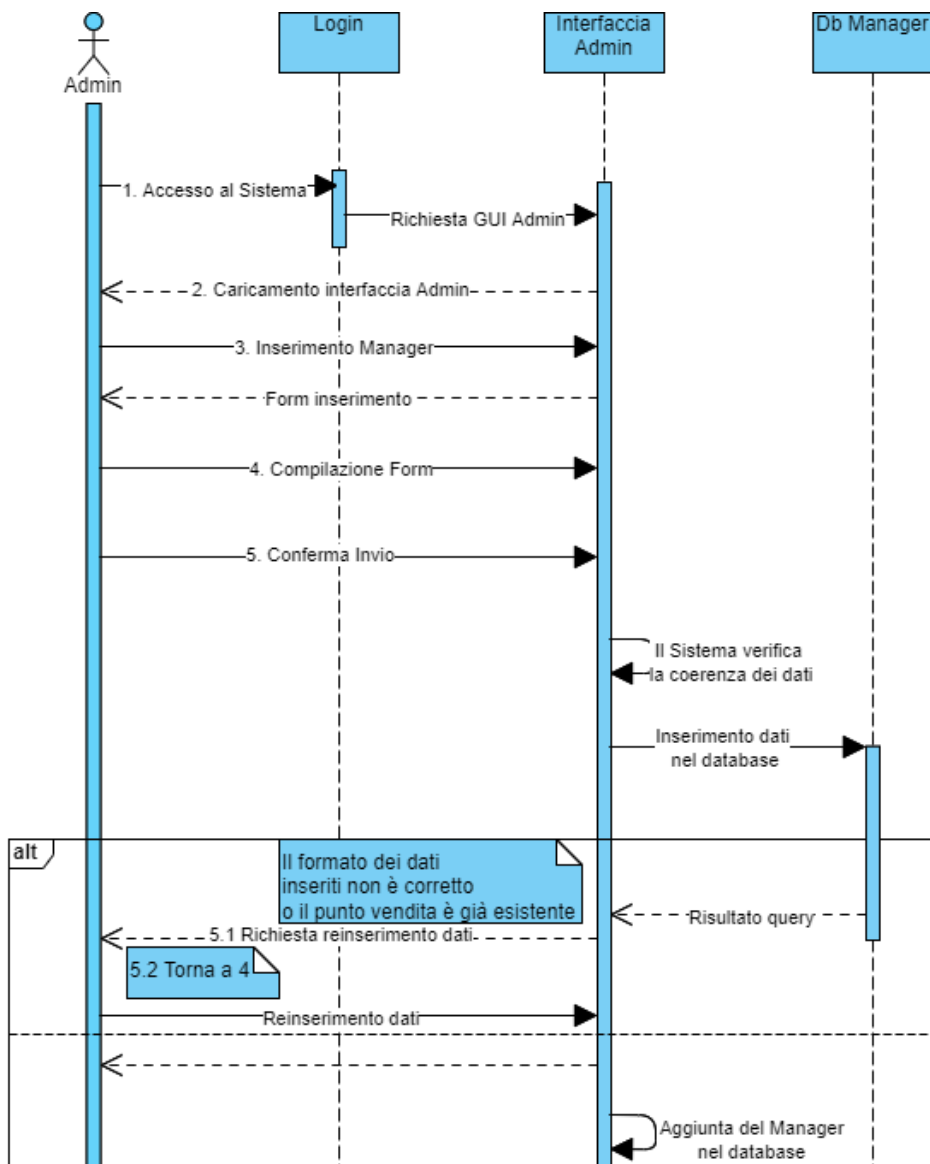 Admin
Login
Interfaccia
Admin
Db Manager
1. Accesso al Sistema
Richiesta GUI Admin
2. Caricamento interfaccia Admin
3. Inserimento Manager
Form inserimento
4. Compilazione Form
5. Conferma Invio
Il Sistema verifica
la coerenza dei dati
Inserimento dati
nel database
alt
Il formato dei dati
inseriti non è corretto
o il punto vendita è già esistente
Risultato query
5.1 Richiesta reinserimento dati
5.2 Torna a 4
Reinserimento dati
Aggiunta del Manager
nel database